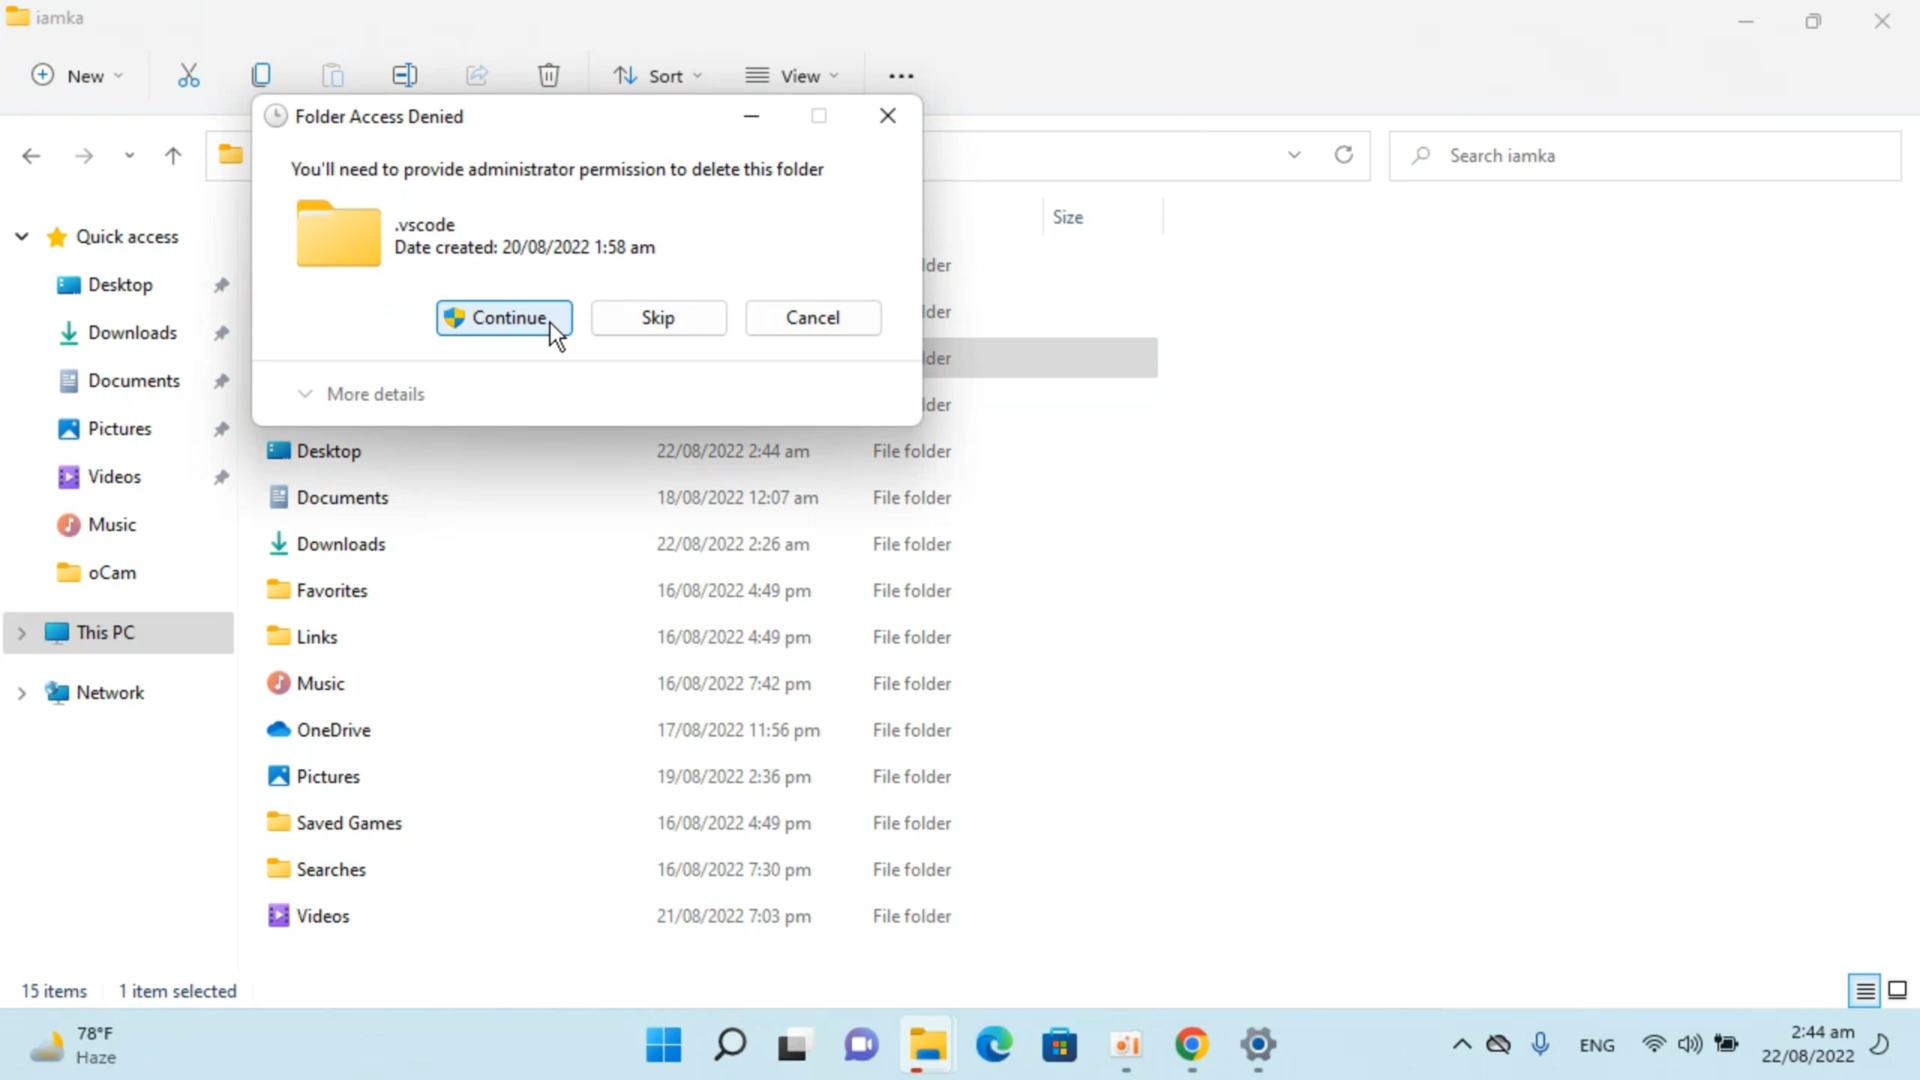 iamka
New
Sort
View
Folder Access Denied
You'll need to provide administrator permission to delete this folder
.vscode
Date created: 20/08/2022 1:58 am
Continue
Skip
Cancel
More details
Search iamka
Size
lder
lder
lder
lder
Quick access
Desktop
Downloads
Documents
Pictures
Videos
Music
oCam
This PC
Network
Desktop 22/08/2022 2:44 am File folder
Documents 18/08/2022 12:07 am File folder
Downloads 22/08/2022 2:26 am File folder
Favorites 16/08/2022 4:49 pm File folder
Links 16/08/2022 4:49 pm File folder
Music 16/08/2022 7:42 pm File folder
OneDrive 17/08/2022 11:56 pm File folder
Pictures 19/08/2022 2:36 pm File folder
Saved Games 16/08/2022 4:49 pm File folder
Searches 16/08/2022 7:30 pm File folder
Videos 21/08/2022 7:03 pm File folder
15 items 1 item selected
78°F
Haze
ENG
2:44 am
22/08/2022